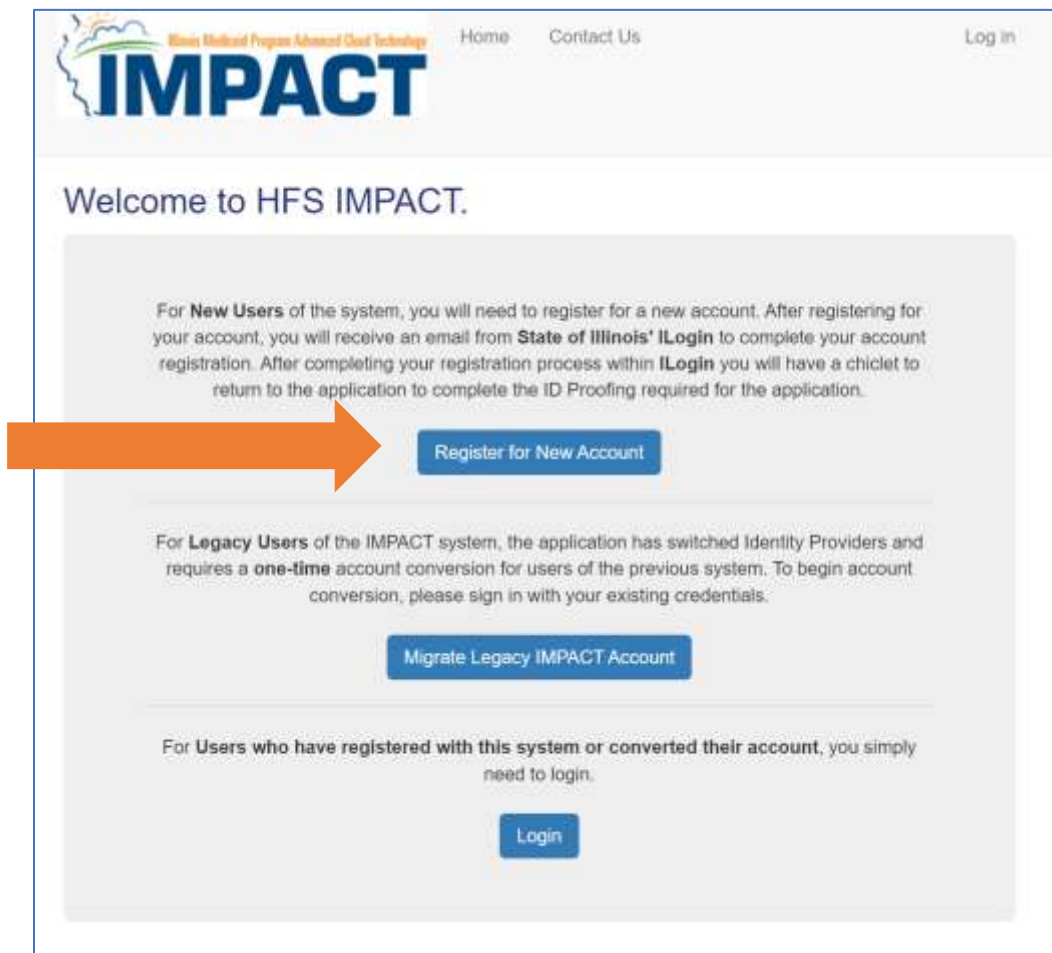 Illinois Medicaid Program Advanced Cloud Technology
IMPACT
Home Contact Us Log in
Welcome to HFS IMPACT.
For New Users of the system, you will need to register for a new account. After registering for
your account, you will receive an email from State of Illinois' ILogin to complete your account
registration. After completing your registration process within ILogin you will have a chiclet to
return to the application to complete the ID Proofing required for the application.
Register for New Account
For Legacy Users of the IMPACT system, the application has switched Identity Providers and
requires a one-time account conversion for users of the previous system. To begin account
conversion, please sign in with your existing credentials.
Migrate Legacy IMPACT Account
For Users who have registered with this system or converted their account, you simply
need to login.
Login